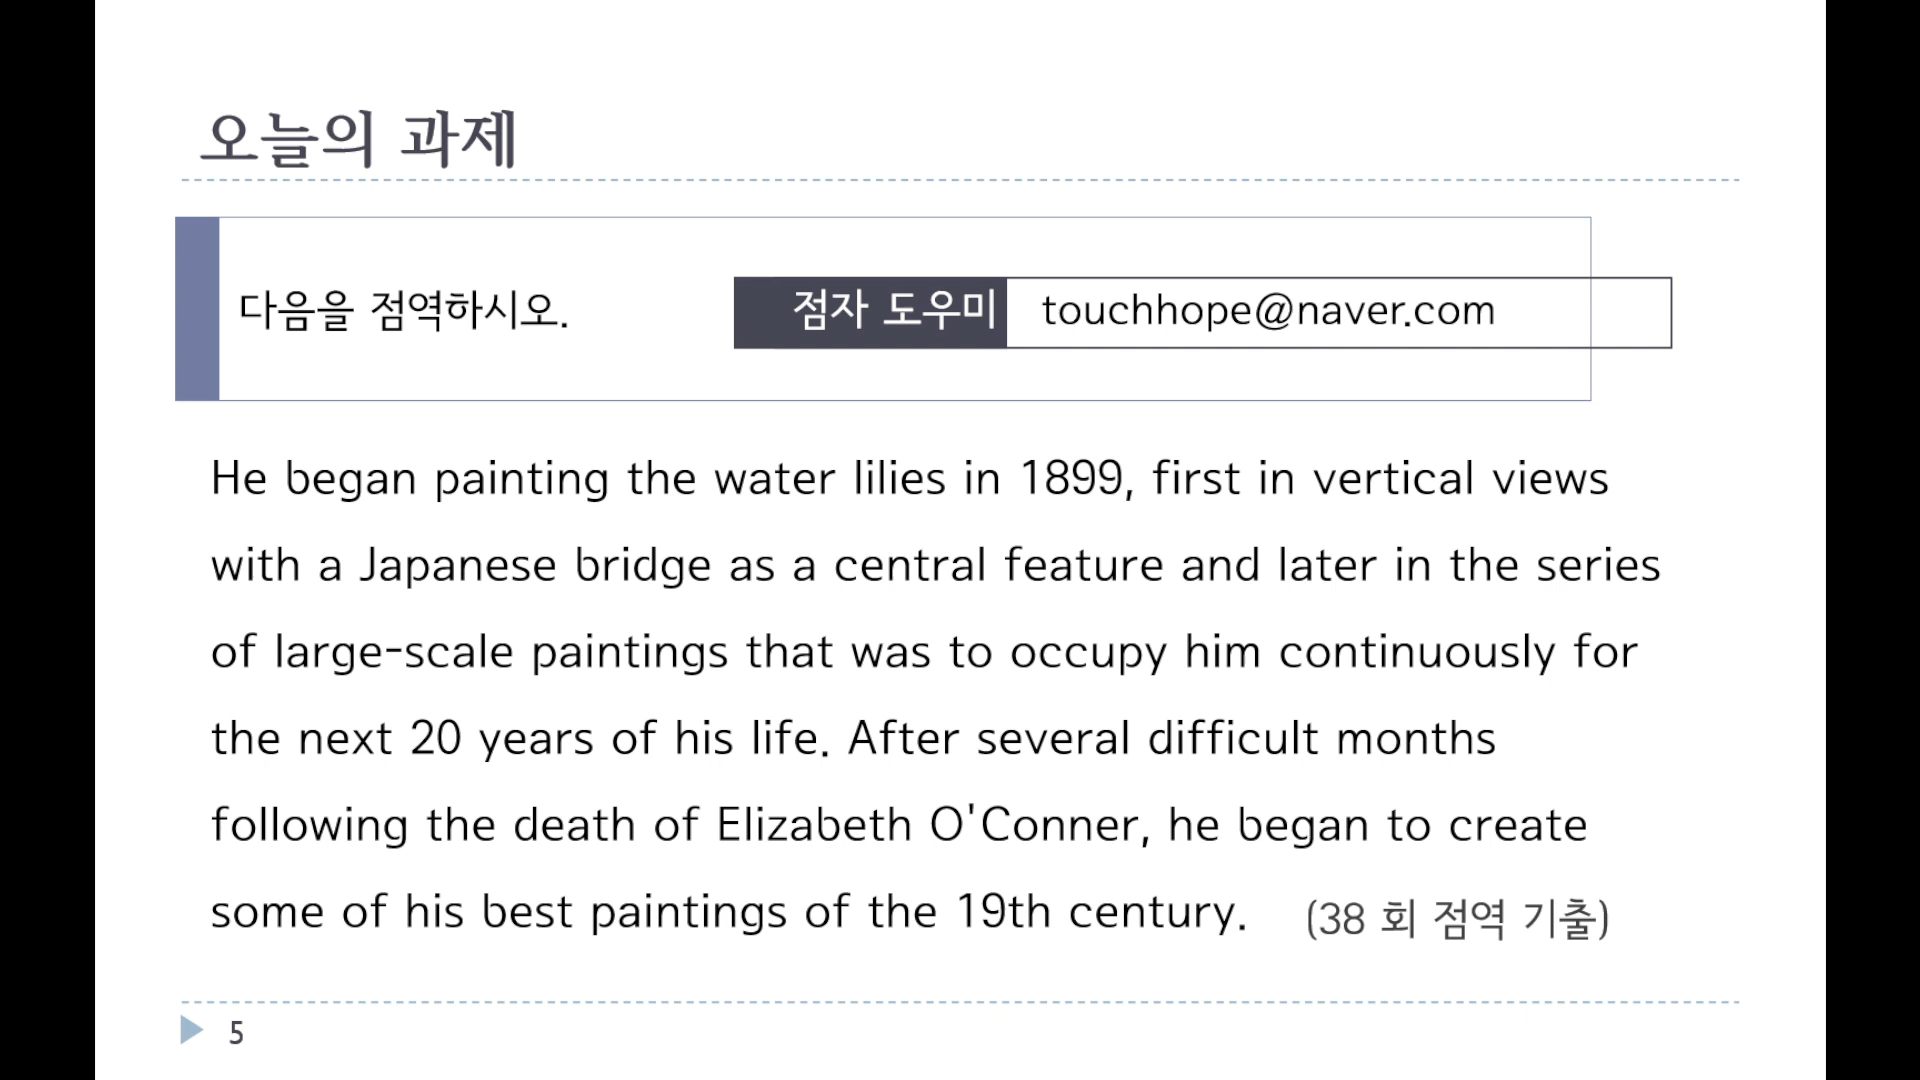 오늘의 과제
다음을 점역하시오.
점자 도우미 touchhope@naver.com
He began painting the water lilies in 1899, first in vertical views
with a Japanese bridge as a central feature and later in the series
of large-scale paintings that was to occupy him continuously for
the next 20 years of his life. After several difficult months
following the death of Elizabeth O'Conner, he began to create
some of his best paintings of the 19th century. (38 회 점역 기출)
5